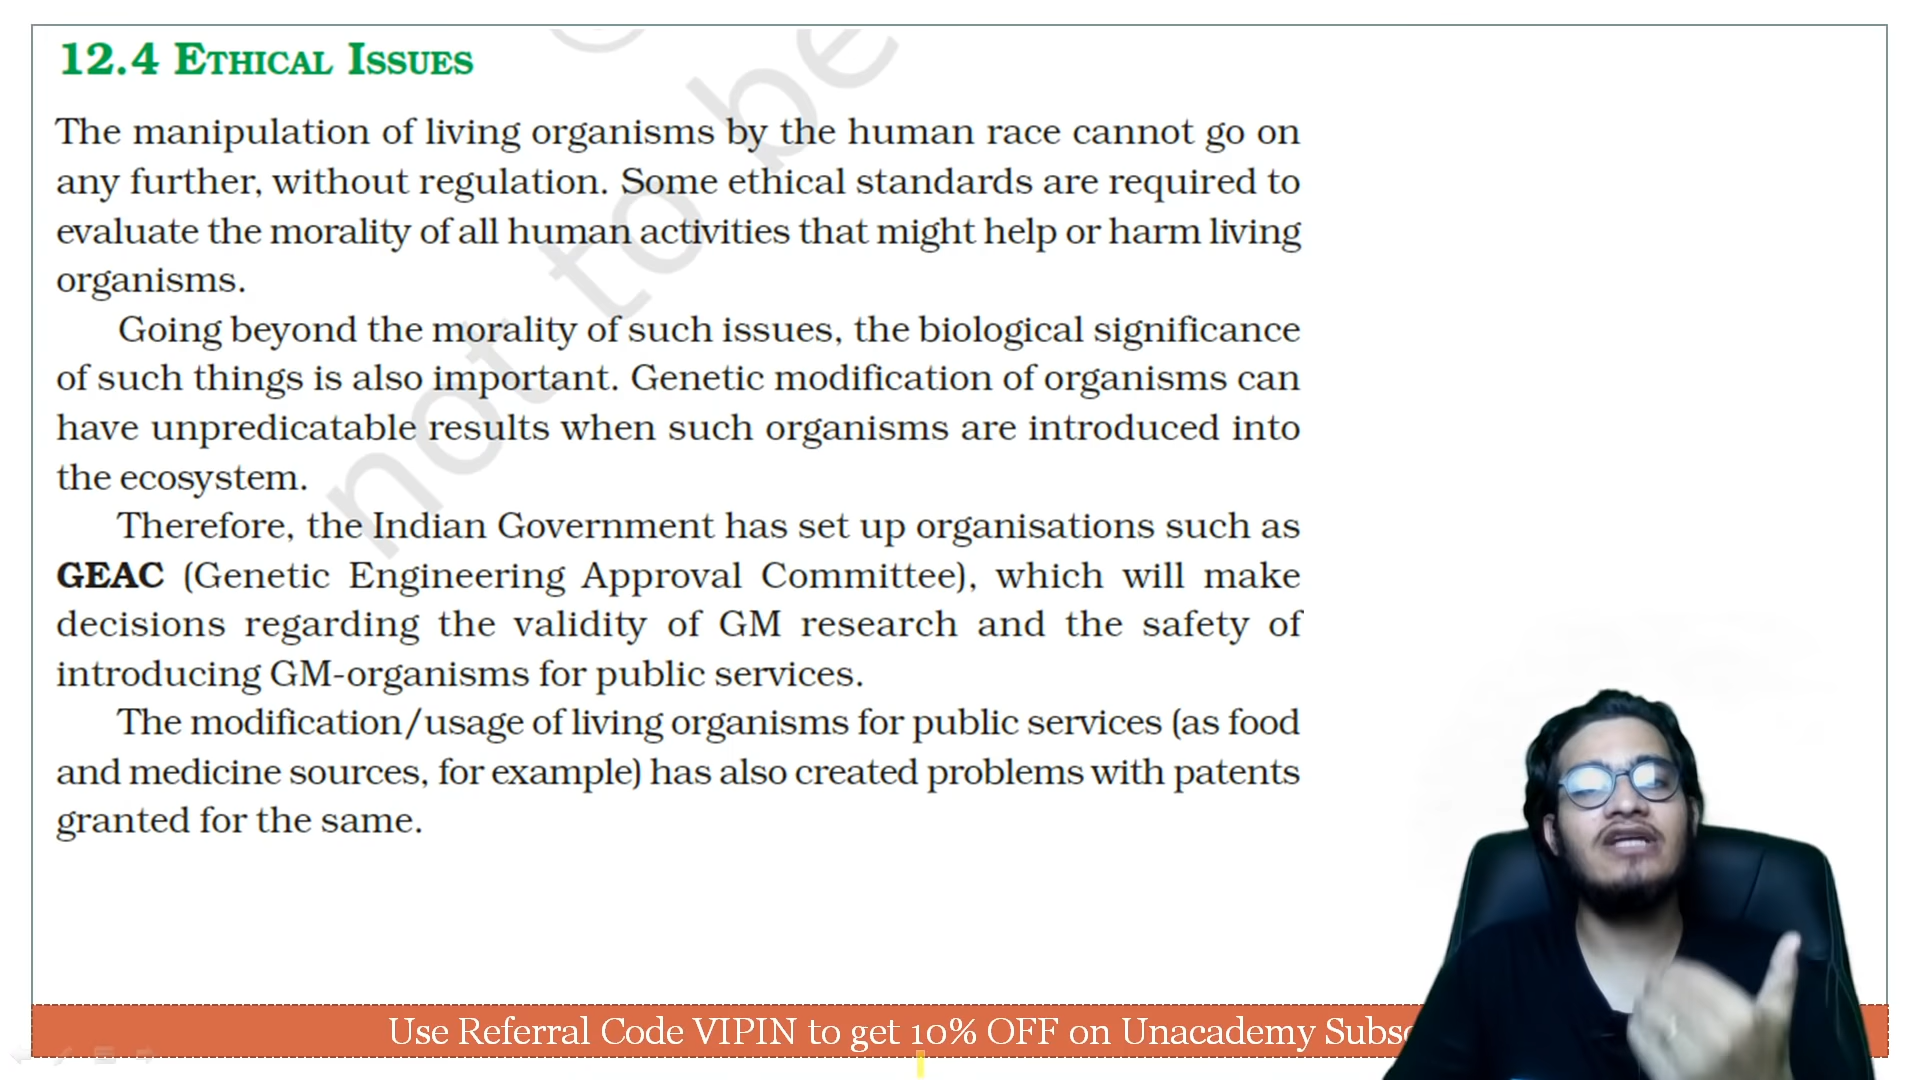 12.4 ETHICAL ISSUES
The manipulation of living organisms by the human race cannot go on
any further, without regulation. Some ethical standards are required to
evaluate the morality of all human activities that might help or harm living
organisms.
Going beyond the morality of such issues, the biological significance
of such things is also important. Genetic modification of organisms can
have unpredicatable results when such organisms are introduced into
the ecosystem.
Therefore, the Indian Government has set up organisations such as
GEAC (Genetic Engineering Approval Committee), which will make
decisions regarding the validity of GM research and the safety of
introducing GM-organisms for public services.
The modification/usage of living organisms for public services (as food
and medicine sources, for example) has also created problems with patents
granted for the same.
not to be
Use Referral Code VIPIN to get 10% OFF on Unacademy